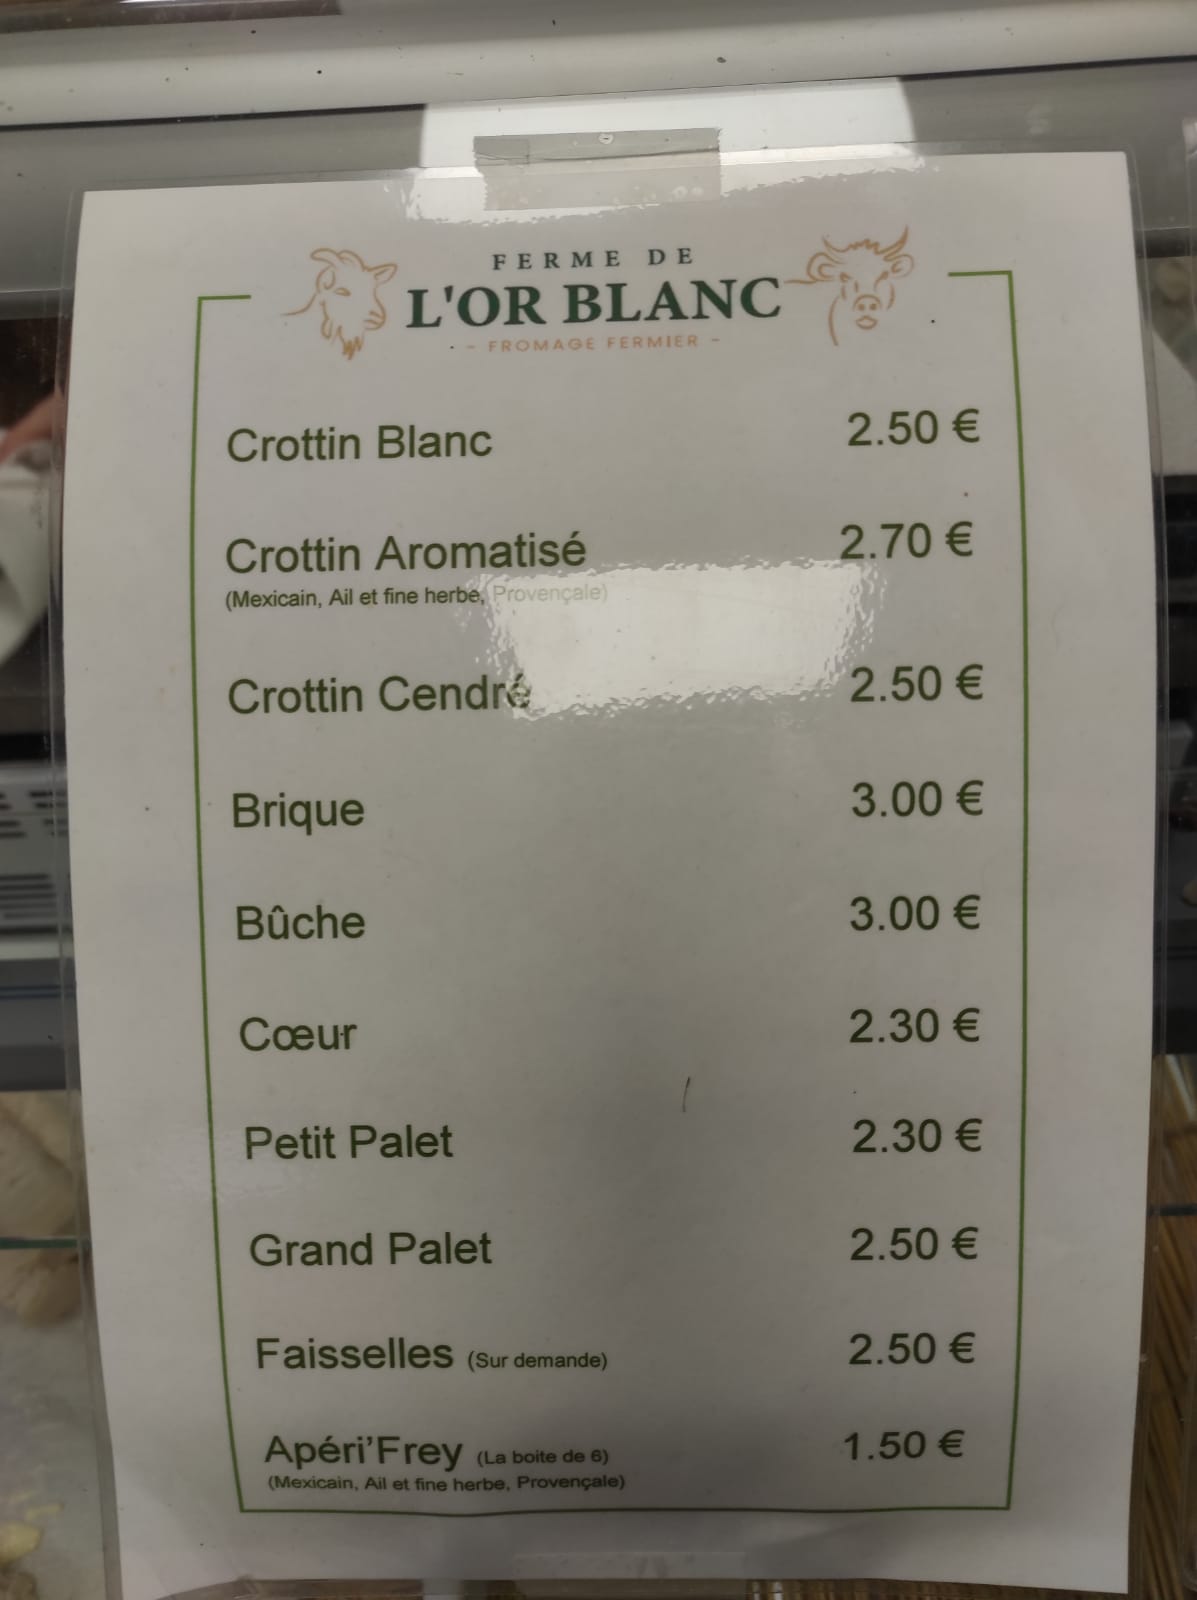 FERME DE
L'OR BLANC
- FROMAGE FERMIER -
Crottin Blanc 2.50 €
Crottin Aromatisé 2.70 €
(Mexicain, Ail et fine herbe, Provençale)
Crottin Cendré 2.50 €
Brique 3.00 €
Bûche 3.00 €
Cœur 2.30 €
Petit Palet 2.30 €
Grand Palet 2.50 €
Faisselles (Sur demande) 2.50 €
Apéri'Frey (La boite de 6) 1.50 €
(Mexicain, Ail et fine herbe, Provençale)